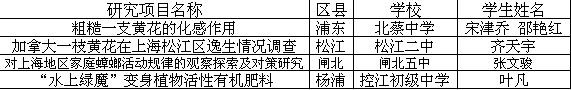 研究项目名称 区县 学校 学生姓名
粗糙一支黄花的化感作用 浦东 北蔡中学 宋津乔 邵艳红
加拿大一枝黄花在上海松江区逸生情况调查 松江 松江二中 齐天宇
对上海地区家庭蟑螂活动规律的观察探索及对策研究 闸北 闸北五中 张文骏
“水上绿魔”变身植物活性有机肥料 杨浦 控江初级中学 叶凡